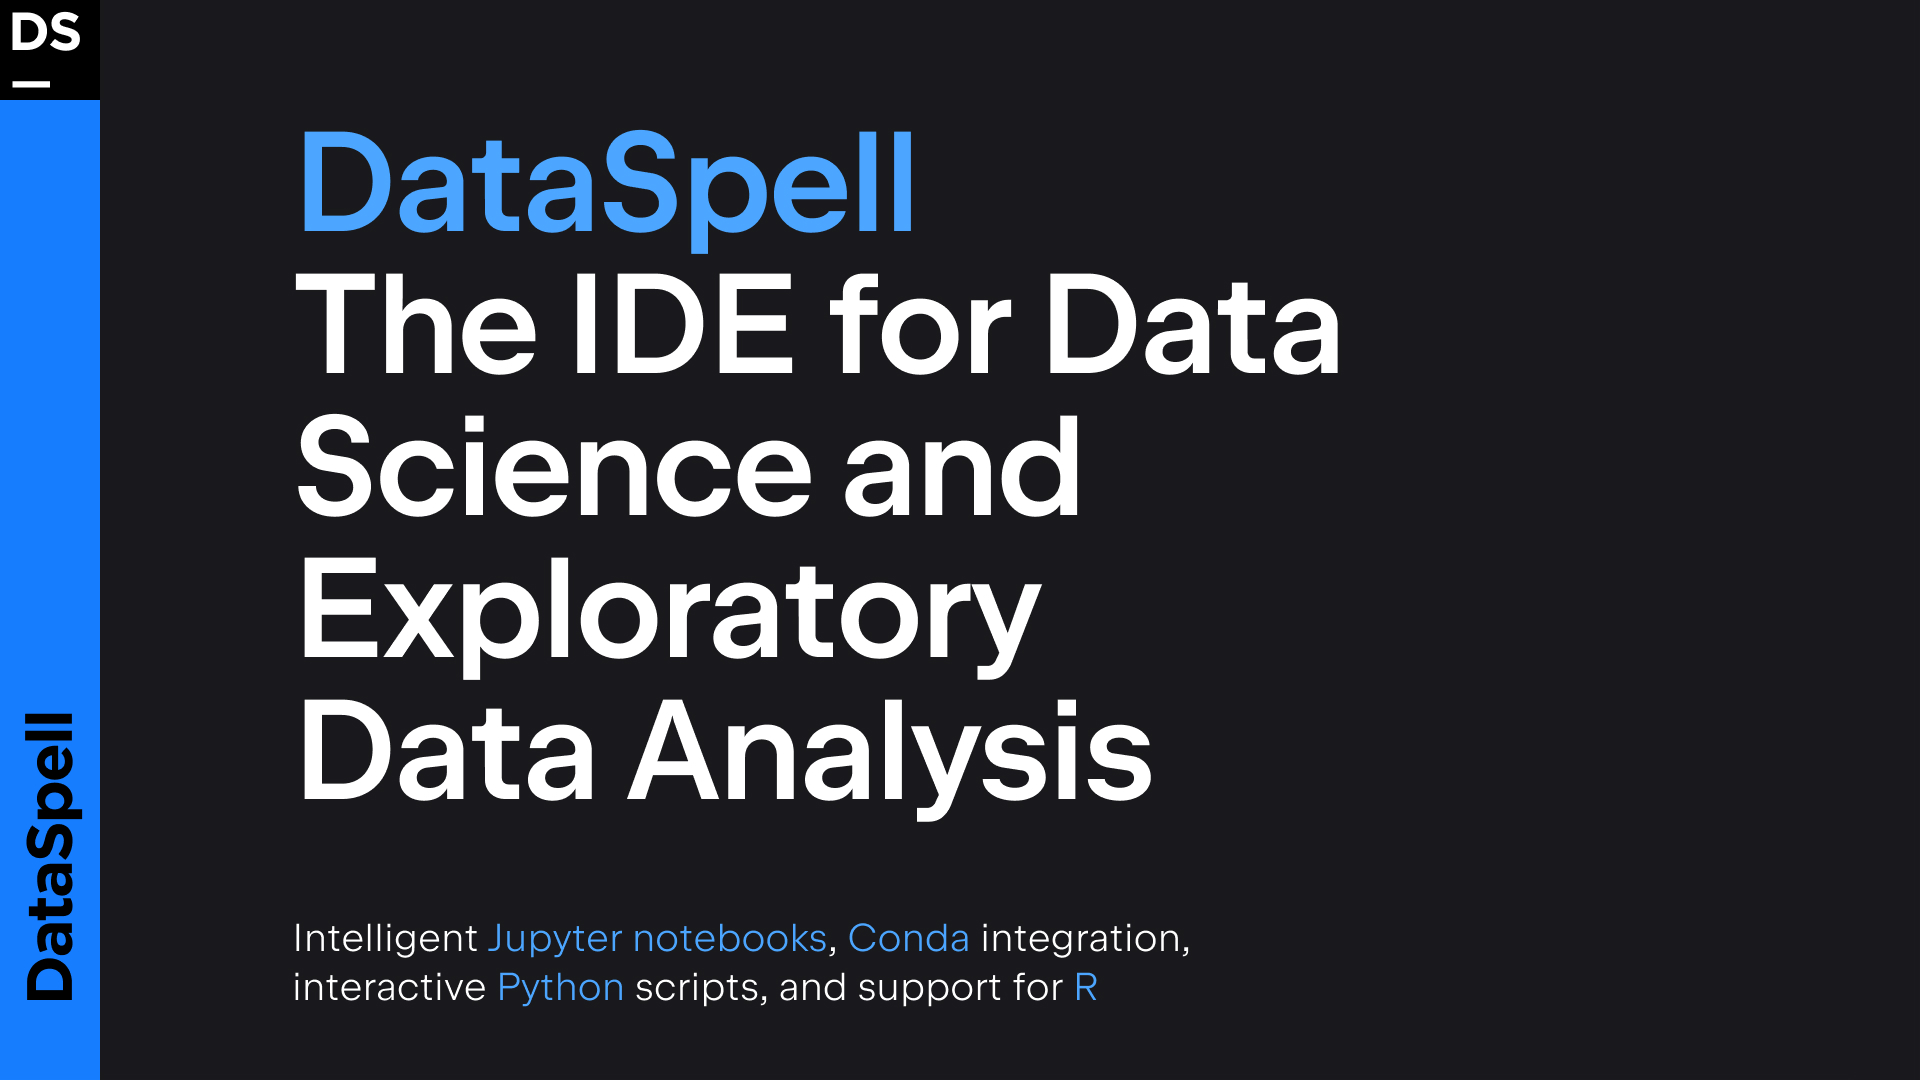 DS
DataSpell
The IDE for Data
Science and
Exploratory
Data Analysis
Intelligent Jupyter notebooks, Conda integration,
interactive Python scripts, and support for R
DataSpell